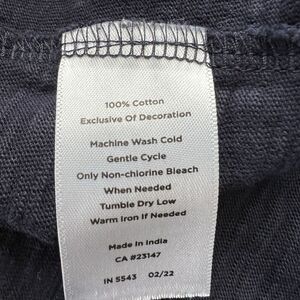 100% Cotton
Exclusive Of Decoration
Machine Wash Cold
Gentle Cycle
Only Non-chlorine Bleach
When Needed
Tumble Dry Low
Warm Iron If Needed
Made In India
CA #23147
IN 5543 02/22